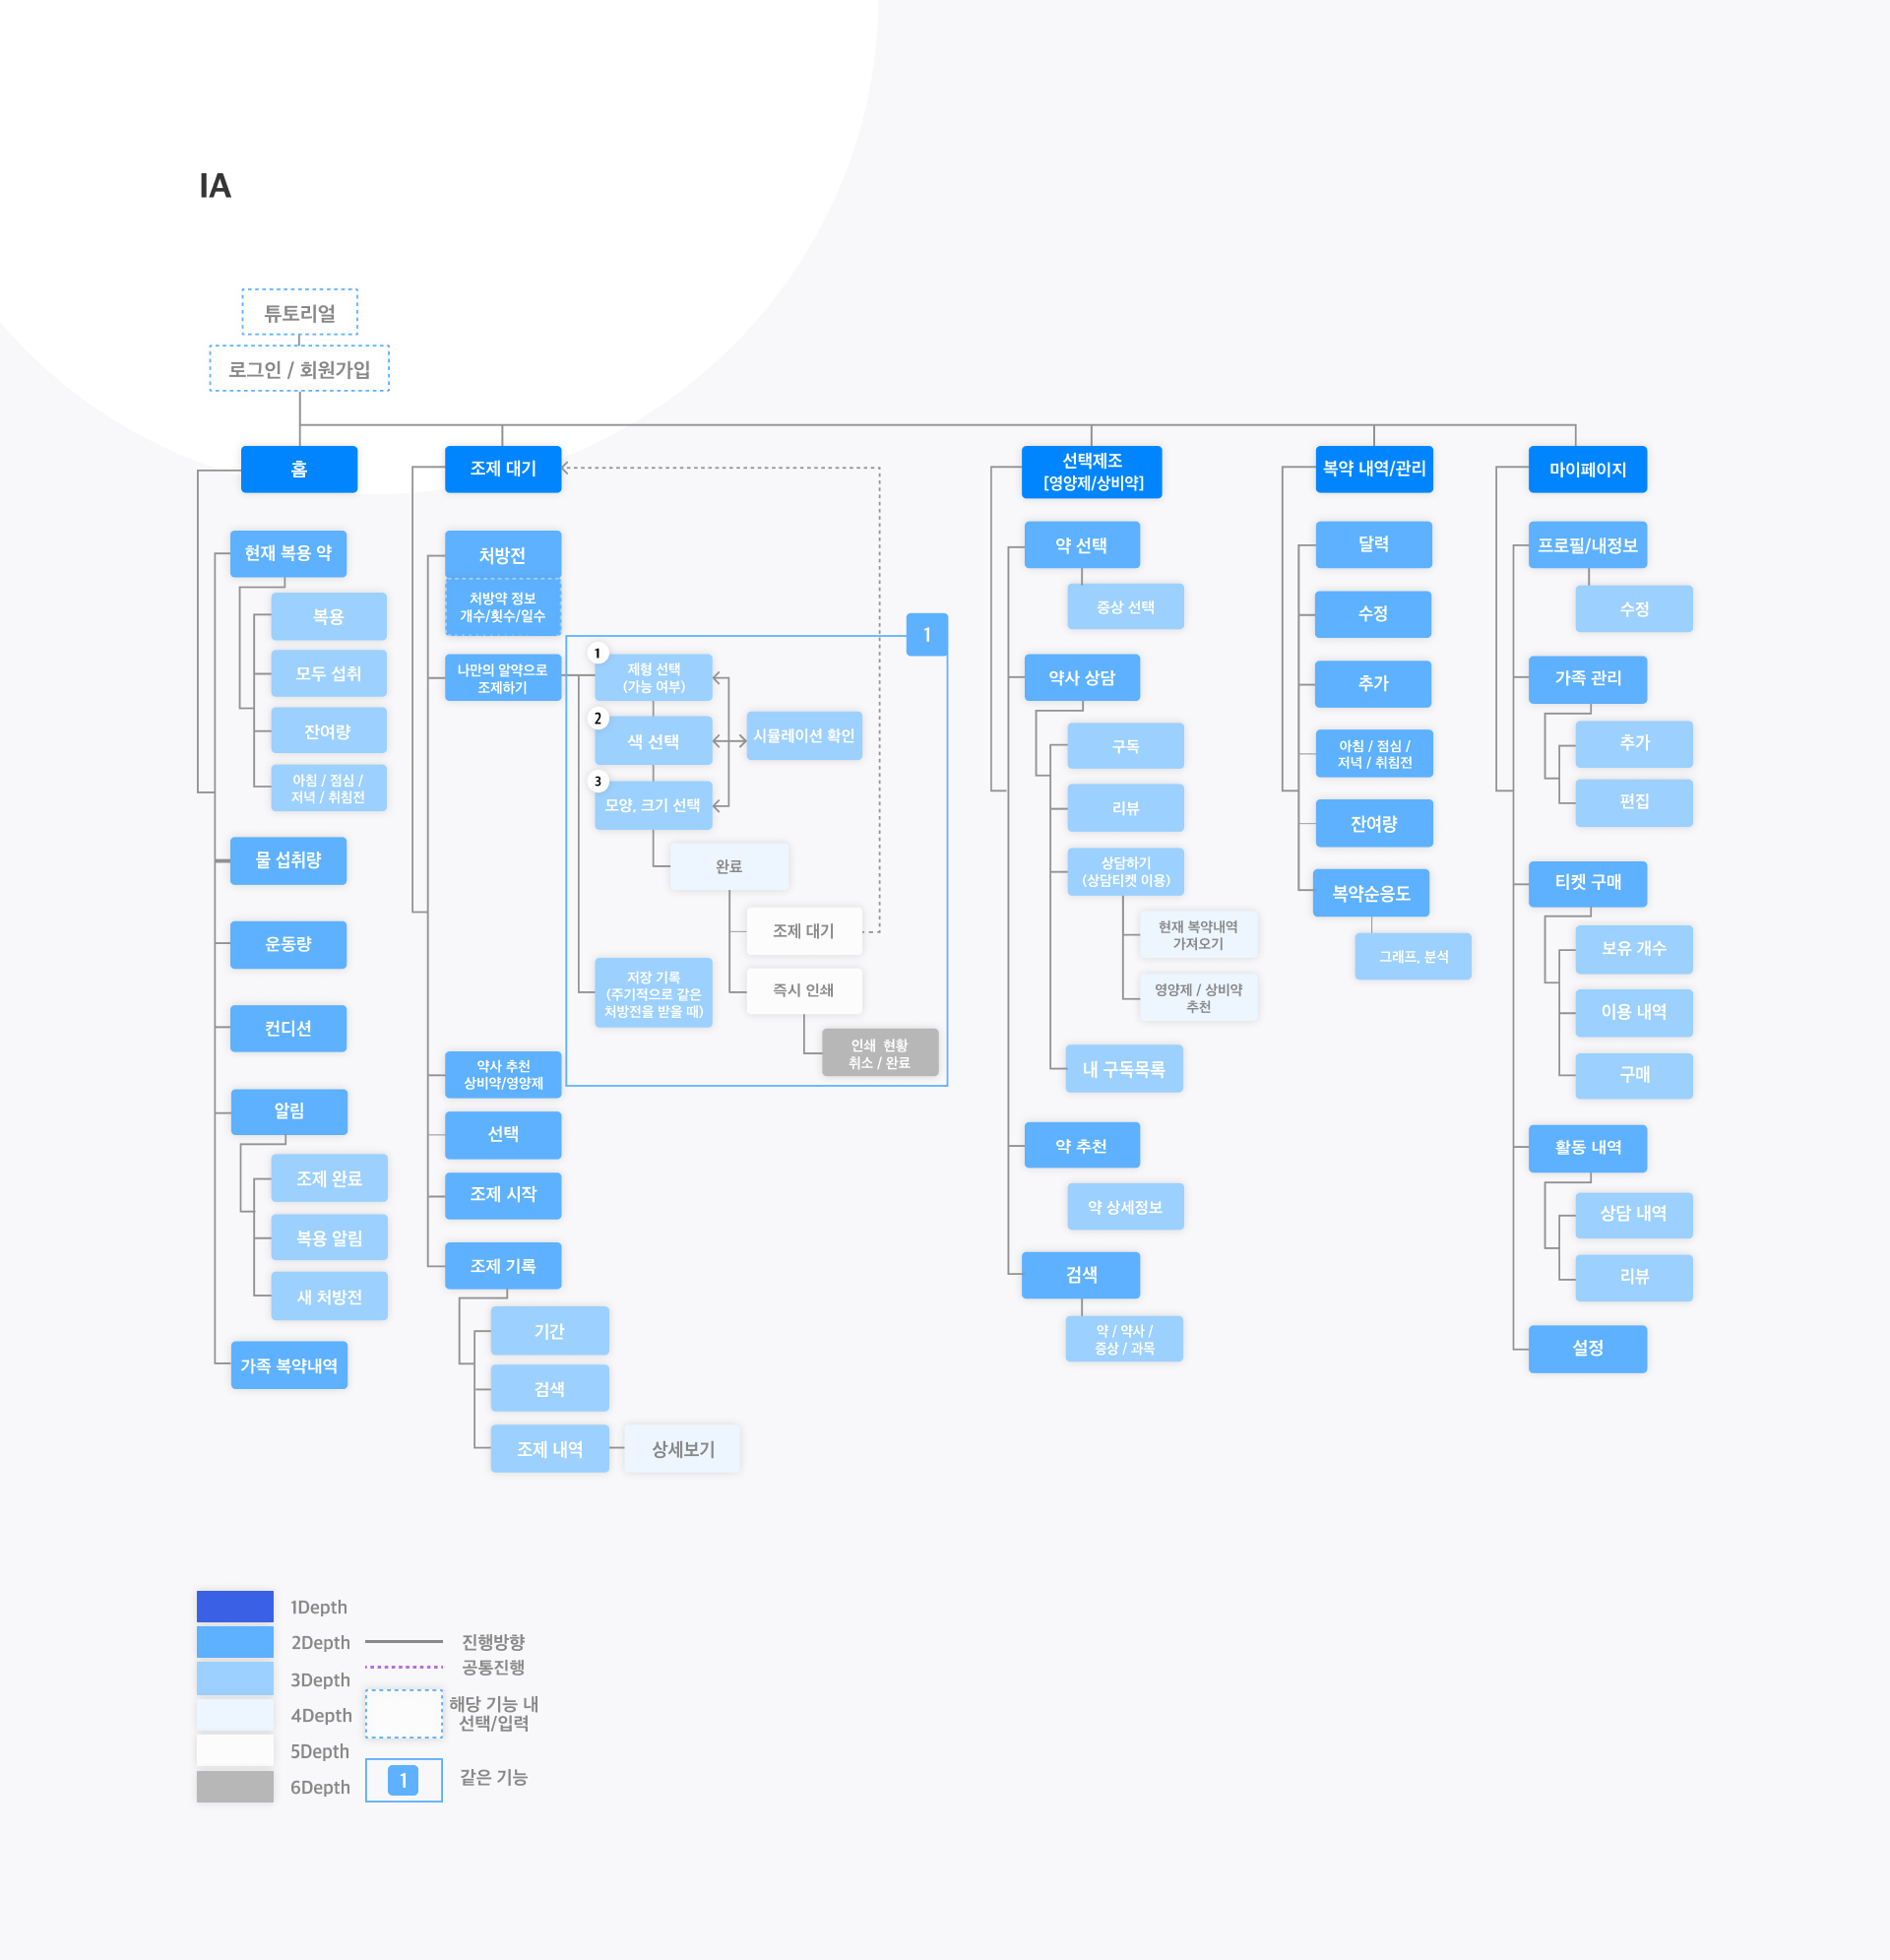 IA
튜토리얼
로그인 / 회원가입
홈
현재 복용 약
복용
모두 섭취
잔여량
아침 / 점심 /
저녁 / 취침전
물 섭취량
운동량
컨디션
알림
조제 완료
복용 알림
새 처방전
가족 복약내역
조제 대기
처방전
처방약 정보
개수/횟수/일수
나만의 알약으로
조제하기
1
1
제형 선택
(가능 여부)
2
색 선택
시뮬레이션 확인
3
모양, 크기 선택
완료
조제 대기
즉시 인쇄
인쇄 현황
취소 / 완료
저장 기록
(주기적으로 같은
처방전을 받을 때)
약사 추천
상비약/영양제
선택
조제 시작
조제 기록
기간
검색
조제 내역
상세보기
선택제조
[영양제/상비약]
약 선택
증상 선택
약사 상담
구독
리뷰
상담하기
(상담티켓 이용)
현재 복약내역
가져오기
영양제 / 상비약
추천
내 구독목록
약 추천
약 상세정보
검색
약 / 약사 /
증상 / 과목
복약 내역/관리
달력
수정
추가
아침 / 점심 /
저녁 / 취침전
잔여량
복약순응도
그래프, 분석
마이페이지
프로필/내정보
수정
가족 관리
추가
편집
티켓 구매
보유 개수
이용 내역
구매
활동 내역
상담 내역
리뷰
설정
1Depth
2Depth
3Depth
4Depth
5Depth
6Depth
진행방향
공통진행
해당 기능 내
선택/입력
1
같은 기능